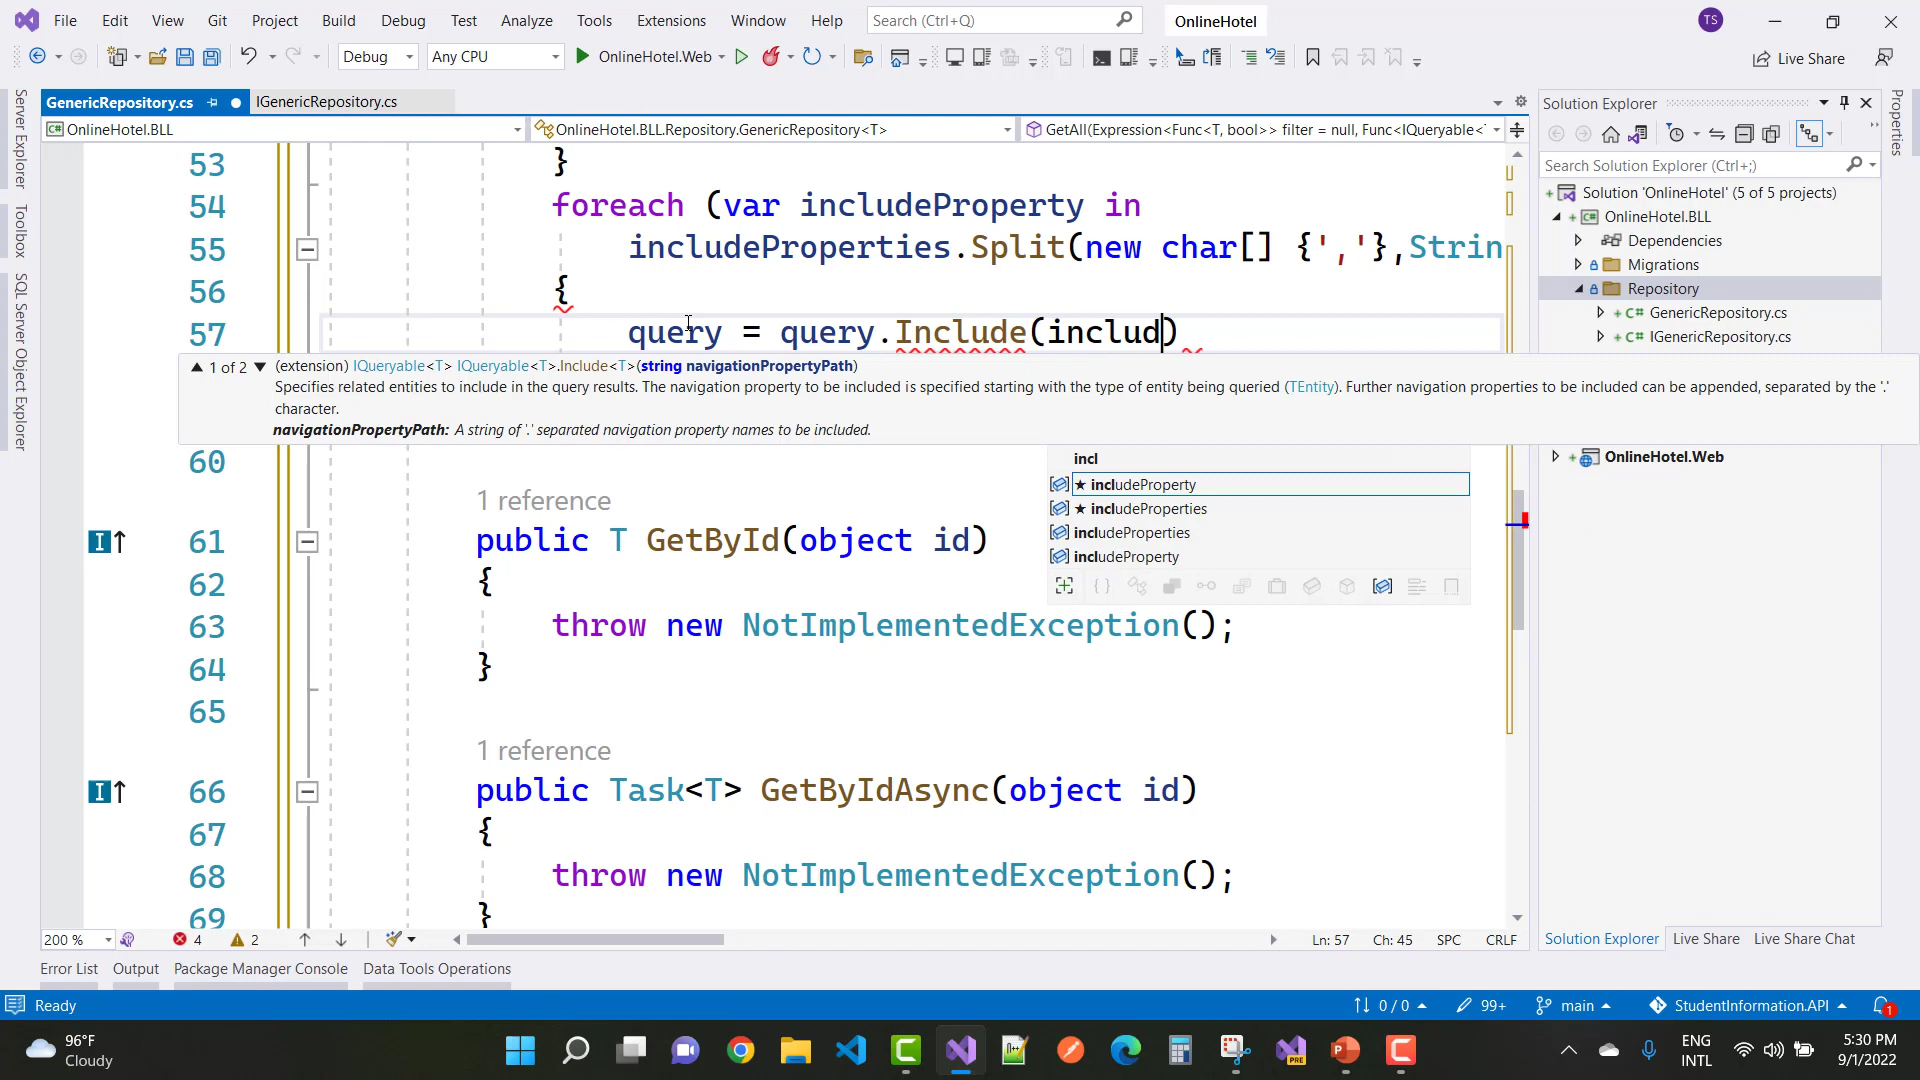 File Edit View Git Project Build Debug Test Analyze Tools Extensions Window Help Search (Ctrl+Q) OnlineHotel TS
Debug Any CPU OnlineHotel.Web Live Share
GenericRepository.cs IGenericRepository.cs
OnlineHotel.BLL OnlineHotel.BLL.Repository.GenericRepository<T> GetAll(Expression<Func<T, bool>> filter = null, Func<IQueryable<
Server Explorer
Toolbox
SQL Server Object Explorer
53 }
54 foreach (var includeProperty in
55 includeProperties.Split(new char[] {','},Strin
56 {
57 query = query.Include(includ)
1 of 2 (extension) IQueryable<T> IQueryable<T>.Include<T>(string navigationPropertyPath)
Specifies related entities to include in the query results. The navigation property to be included is specified starting with the type of entity being queried (TEntity). Further navigation properties to be included can be appended, separated by the '.'
character.
navigationPropertyPath: A string of '.' separated navigation property names to be included.
incl
★ includeProperty
★ includeProperties
includeProperties
includeProperty
60
1 reference
61 public T GetById(object id)
62 {
63 throw new NotImplementedException();
64 }
65
1 reference
66 public Task<T> GetByIdAsync(object id)
67 {
68 throw new NotImplementedException();
69 }
200 % 4 2 Ln: 57 Ch: 45 SPC CRLF
Solution Explorer
Search Solution Explorer (Ctrl+;)
Solution 'OnlineHotel' (5 of 5 projects)
OnlineHotel.BLL
Dependencies
Migrations
Repository
GenericRepository.cs
IGenericRepository.cs
OnlineHotel.Web
Properties
Solution Explorer Live Share Live Share Chat
Error List Output Package Manager Console Data Tools Operations
Ready 0 / 0 99+ main StudentInformation.API 1
96°F
Cloudy
PRE
ENG
INTL
5:30 PM
9/1/2022